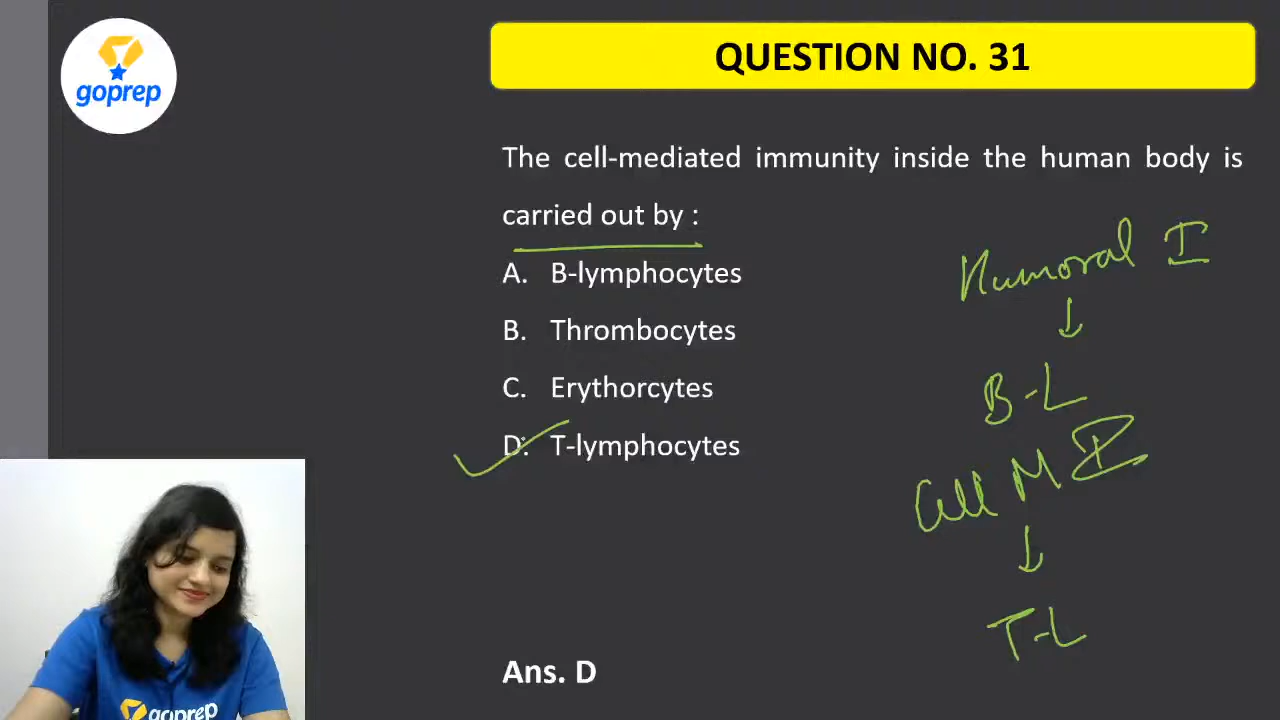 goprep
QUESTION NO. 31
The cell-mediated immunity inside the human body is
carried out by :
A. B-lymphocytes
B. Thrombocytes
C. Erythorcytes
D. T-lymphocytes
Humoral I
↓
B-L
Cell M I
↓
T-L
Ans. D
goprep